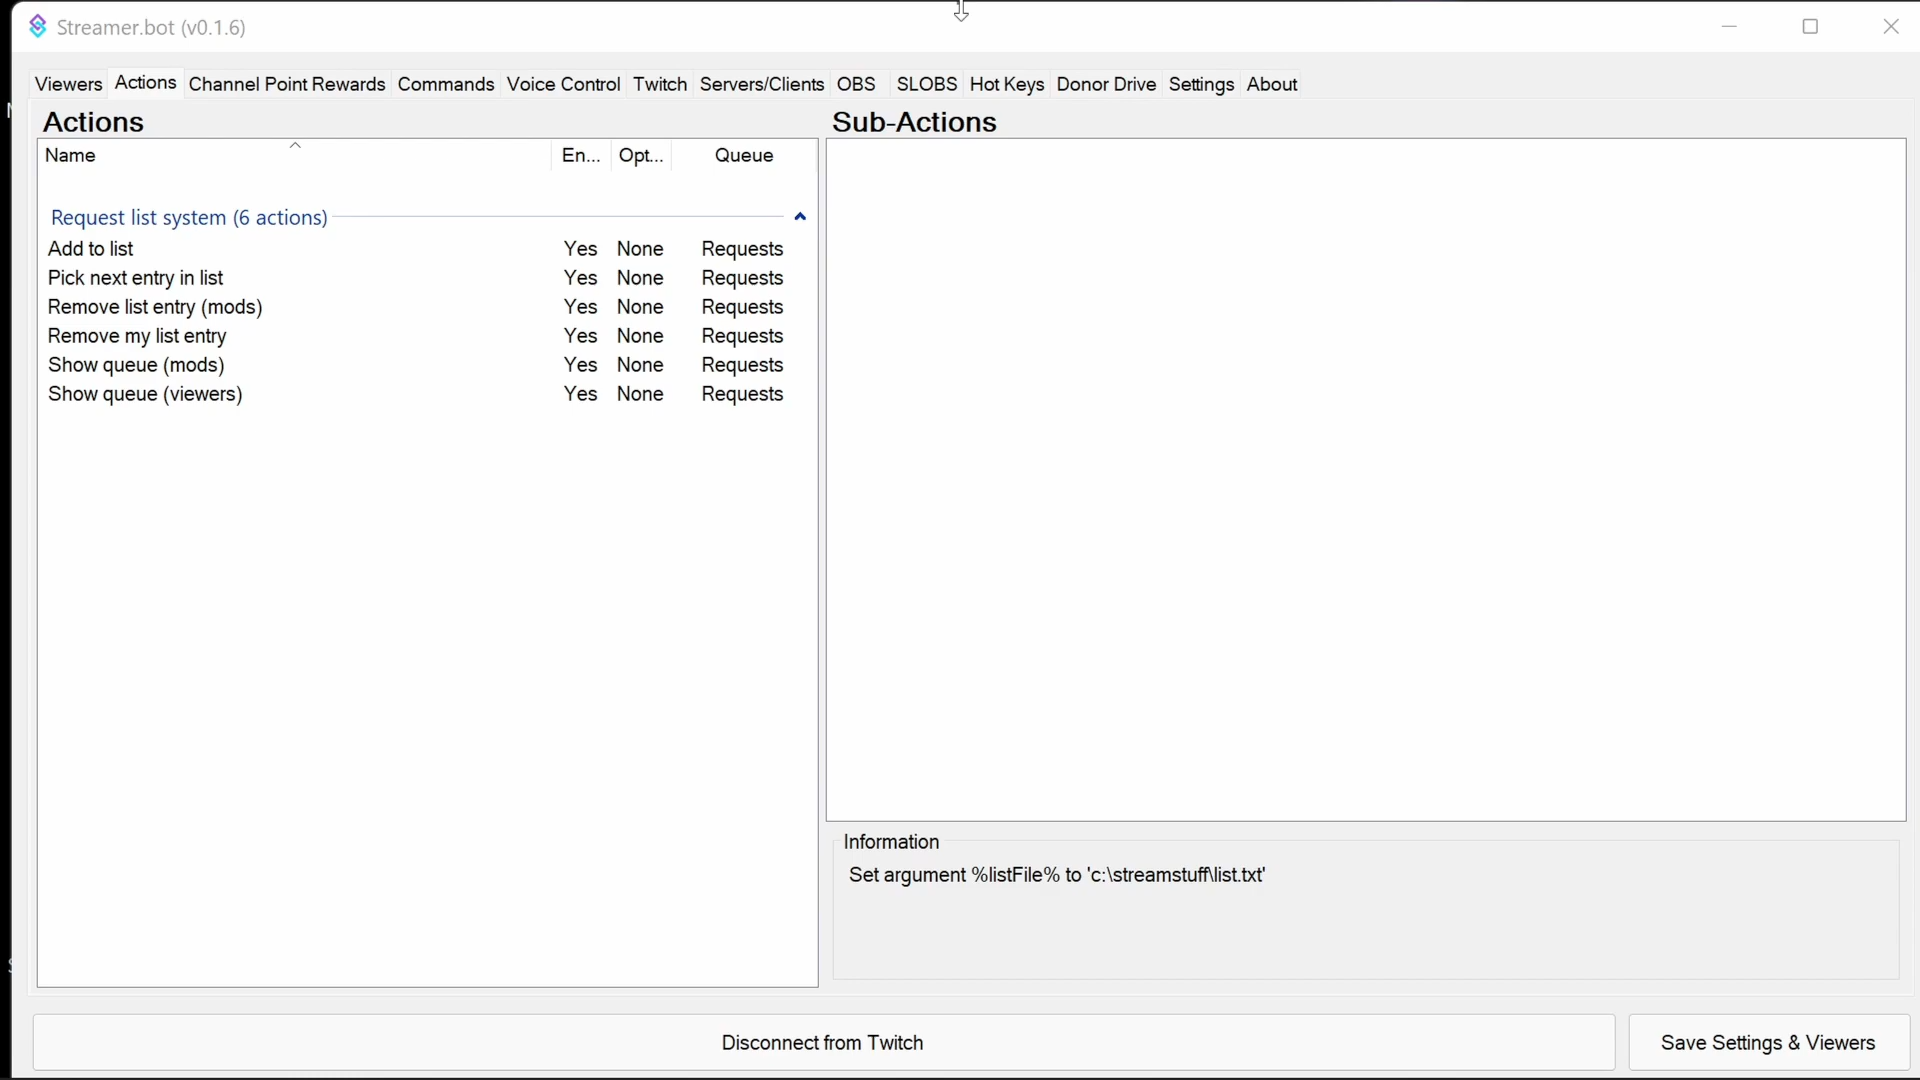 Streamer.bot (v0.1.6)
Viewers Actions Channel Point Rewards Commands Voice Control Twitch Servers/Clients OBS SLOBS Hot Keys Donor Drive Settings About
Actions
Name En... Opt... Queue
Request list system (6 actions)
Add to list Yes None Requests
Pick next entry in list Yes None Requests
Remove list entry (mods) Yes None Requests
Remove my list entry Yes None Requests
Show queue (mods) Yes None Requests
Show queue (viewers) Yes None Requests
Sub-Actions
Information
Set argument %listFile% to 'c:\streamstuff\list.txt'
Disconnect from Twitch Save Settings & Viewers